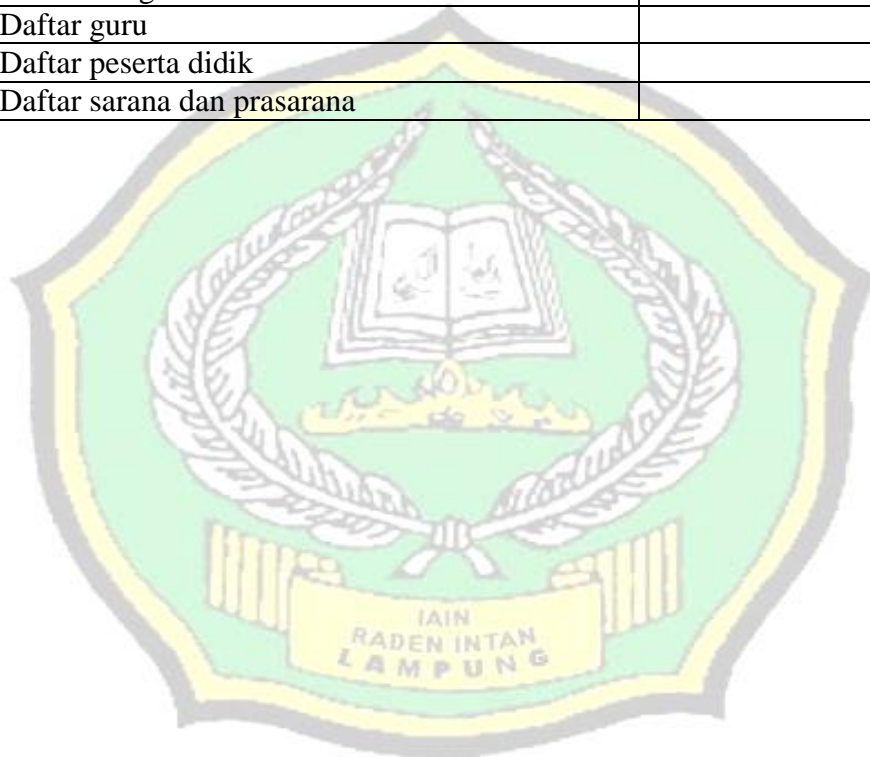 Daftar guru
Daftar peserta didik
Daftar sarana dan prasarana
IAIN
RADEN INTAN
LAMPUNG